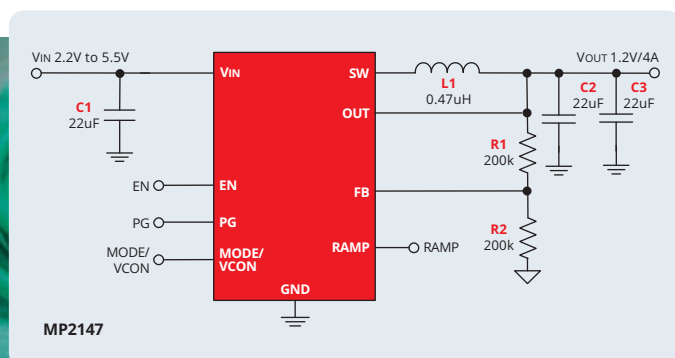 VIN 2.2V to 5.5V
VIN
SW
L1
0.47uH
VOUT 1.2V/4A
C1
22uF
C2
22uF
C3
22uF
OUT
R1
200k
EN
EN
FB
PG
PG
R2
200k
MODE/
VCON
MODE/
VCON
RAMP
RAMP
GND
MP2147